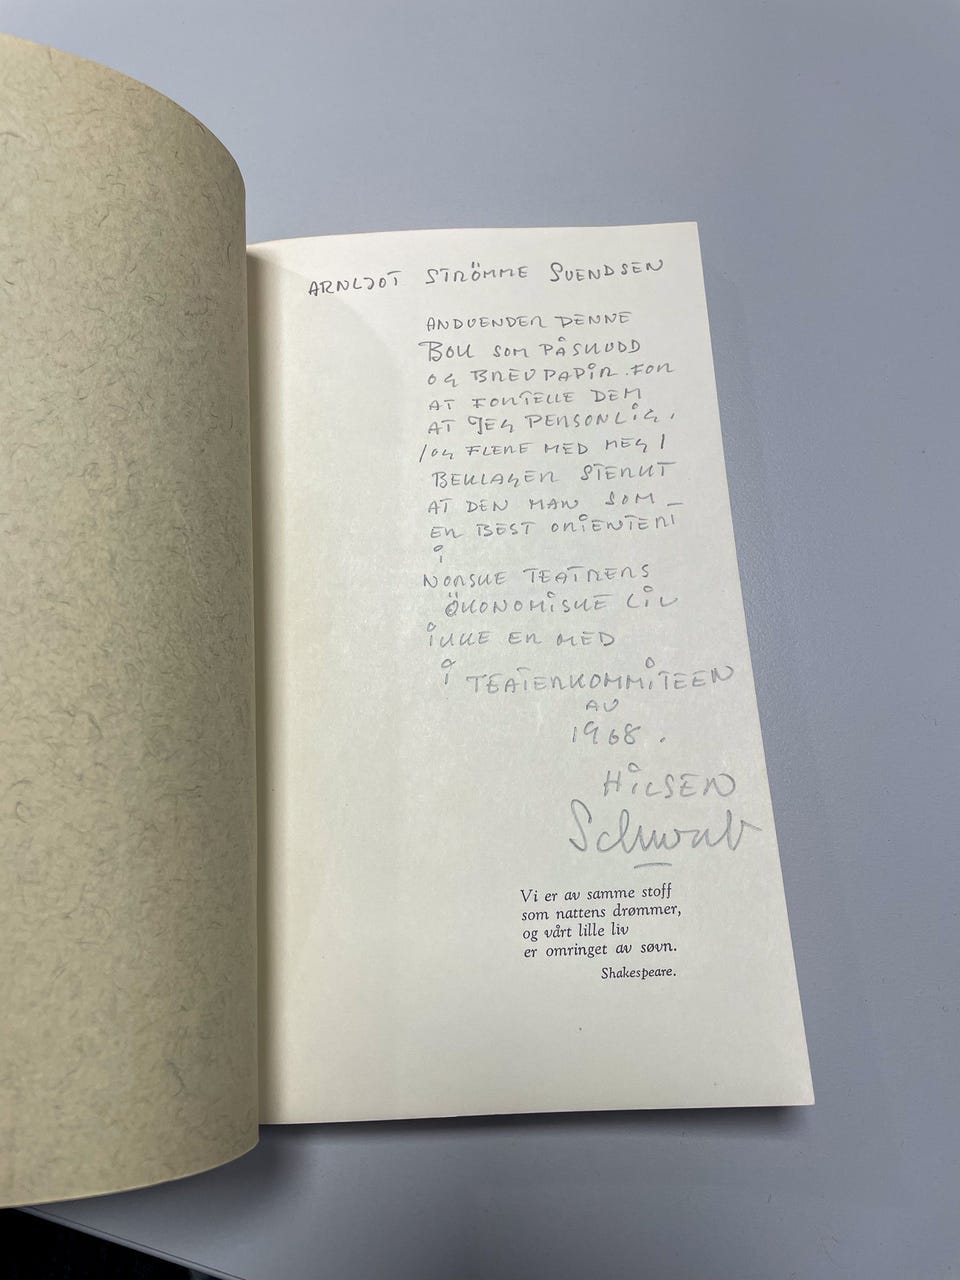 ARNLJOT STRÖMME SVENDSEN
ANDVENDER DENNE
BOK SOM PÅSKUDD
OG BREVPAPIR. FOR
AT FORTELLE DEM
AT JEG PERSONLIG,
/OG FLERE MED MEG/
BEKLAGER STERKT
AT DEN MAN SOM _
ER BEST ORIENTERT
i
NORSKE TEATRERS
ÖKONOMISKE LIV
IKKE ER MED
i TEATERKOMMITEEN
AV
1968.
HILSEN
Schwab
Vi er av samme stoff
som nattens drømmer,
og vårt lille liv
er omringet av søvn.
Shakespeare.